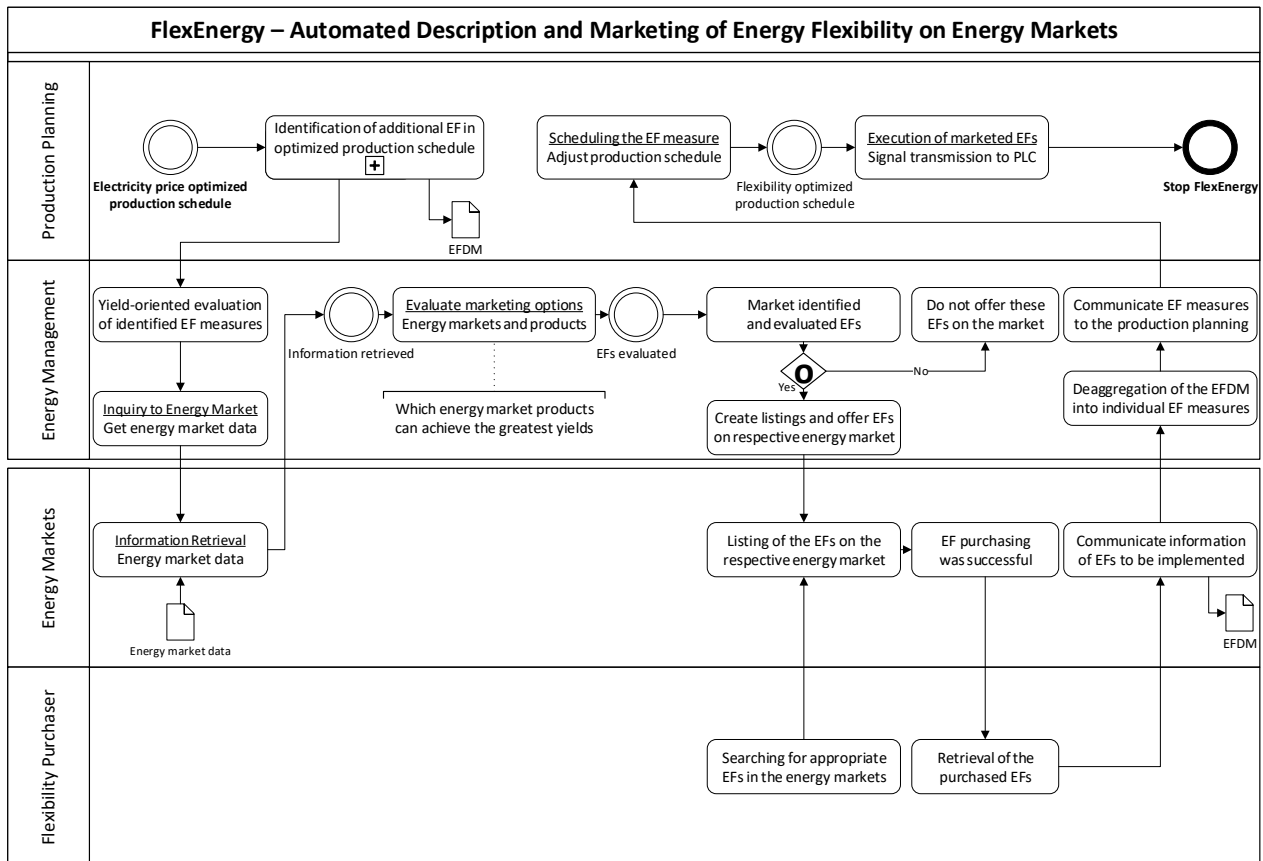 FlexEnergy – Automated Description and Marketing of Energy Flexibility on Energy Markets
Production Planning
Electricity price optimized
production schedule
Identification of additional EF in
optimized production schedule
EFDM
Scheduling the EF measure
Adjust production schedule
Flexibility optimized
production schedule
Execution of marketed EFs
Signal transmission to PLC
Stop FlexEnergy
Energy Management
Yield-oriented evaluation
of identified EF measures
Inquiry to Energy Market
Get energy market data
Information retrieved
Evaluate marketing options
Energy markets and products
Which energy market products
can achieve the greatest yields
EFs evaluated
Market identified
and evaluated EFs
O
Yes
No
Do not offer these
EFs on the market
Create listings and offer EFs
on respective energy market
Communicate EF measures
to the production planning
Deaggregation of the EFDM
into individual EF measures
Energy Markets
Information Retrieval
Energy market data
Energy market data
Listing of the EFs on the
respective energy market
EF purchasing
was successful
Communicate information
of EFs to be implemented
EFDM
Flexibility Purchaser
Searching for appropriate
EFs in the energy markets
Retrieval of the
purchased EFs